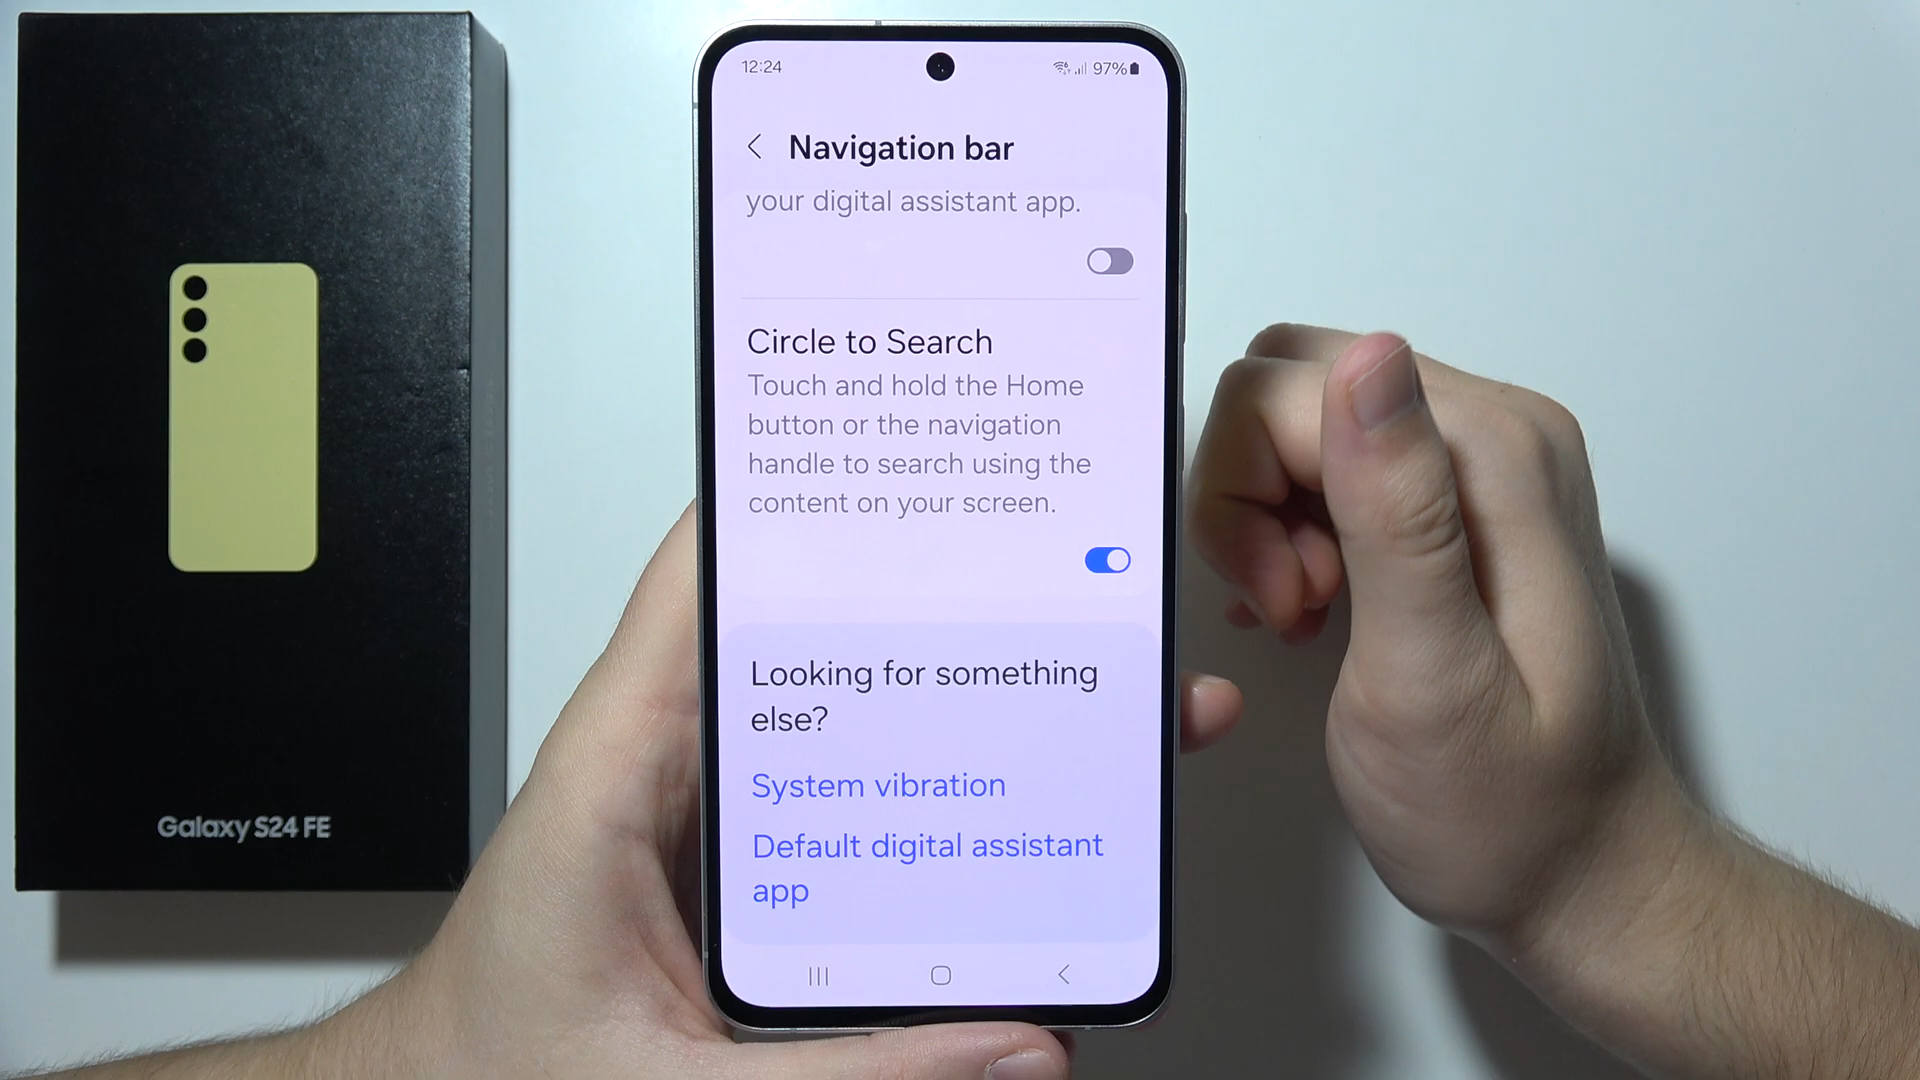 12:24
97%
Navigation bar
your digital assistant app.
Circle to Search
Touch and hold the Home
button or the navigation
handle to search using the
content on your screen.
Looking for something
else?
System vibration
Default digital assistant
app
Galaxy S24 FE